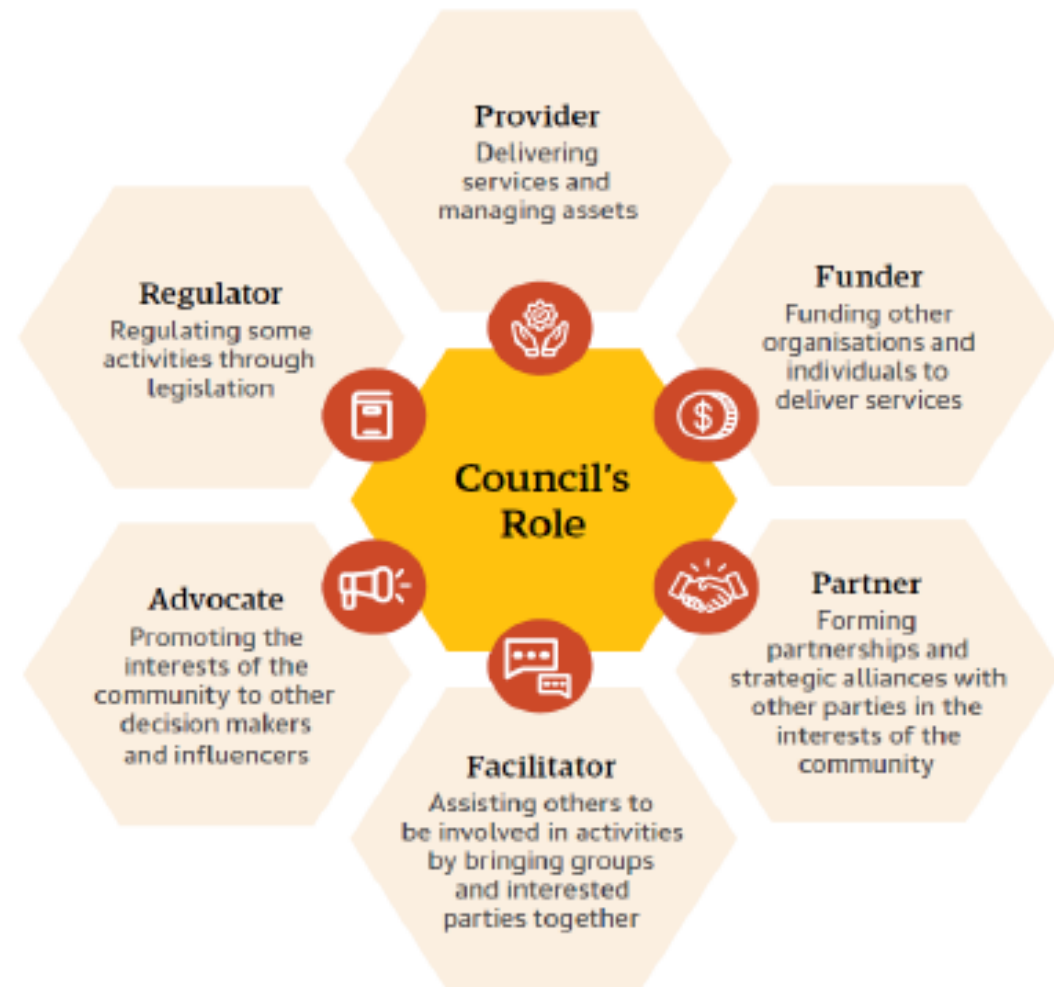 Provider
Delivering
services and
managing assets
Funder
Funding other
organisations and
individuals to
deliver services
Partner
Forming
partnerships and
strategic alliances with
other parties in the
interests of the
community
Facilitator
Assisting others to
be involved in activities
by bringing groups
and interested
parties together
Advocate
Promoting the
interests of the
community to other
decision makers
and influencers
Regulator
Regulating some
activities through
legislation
Council's
Role
$